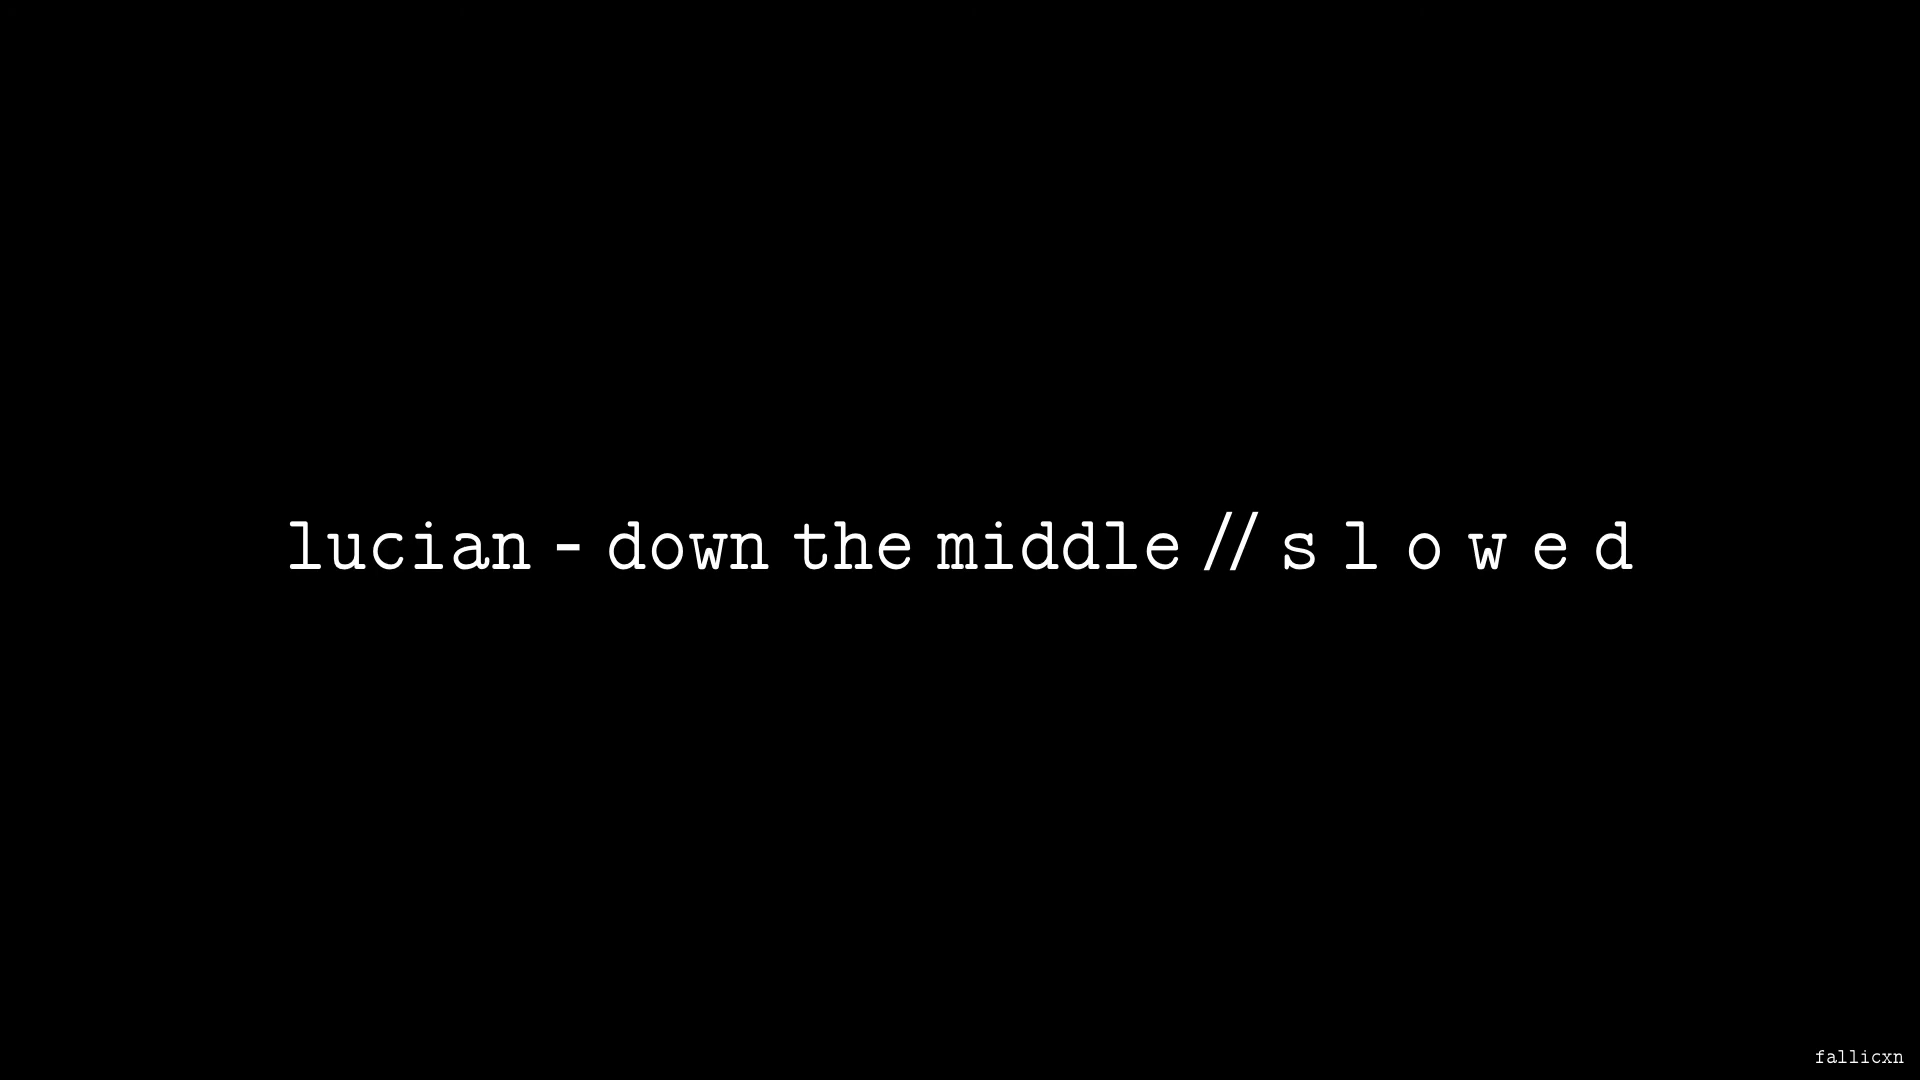 lucian - down the middle // s l o w e d
fallicxn